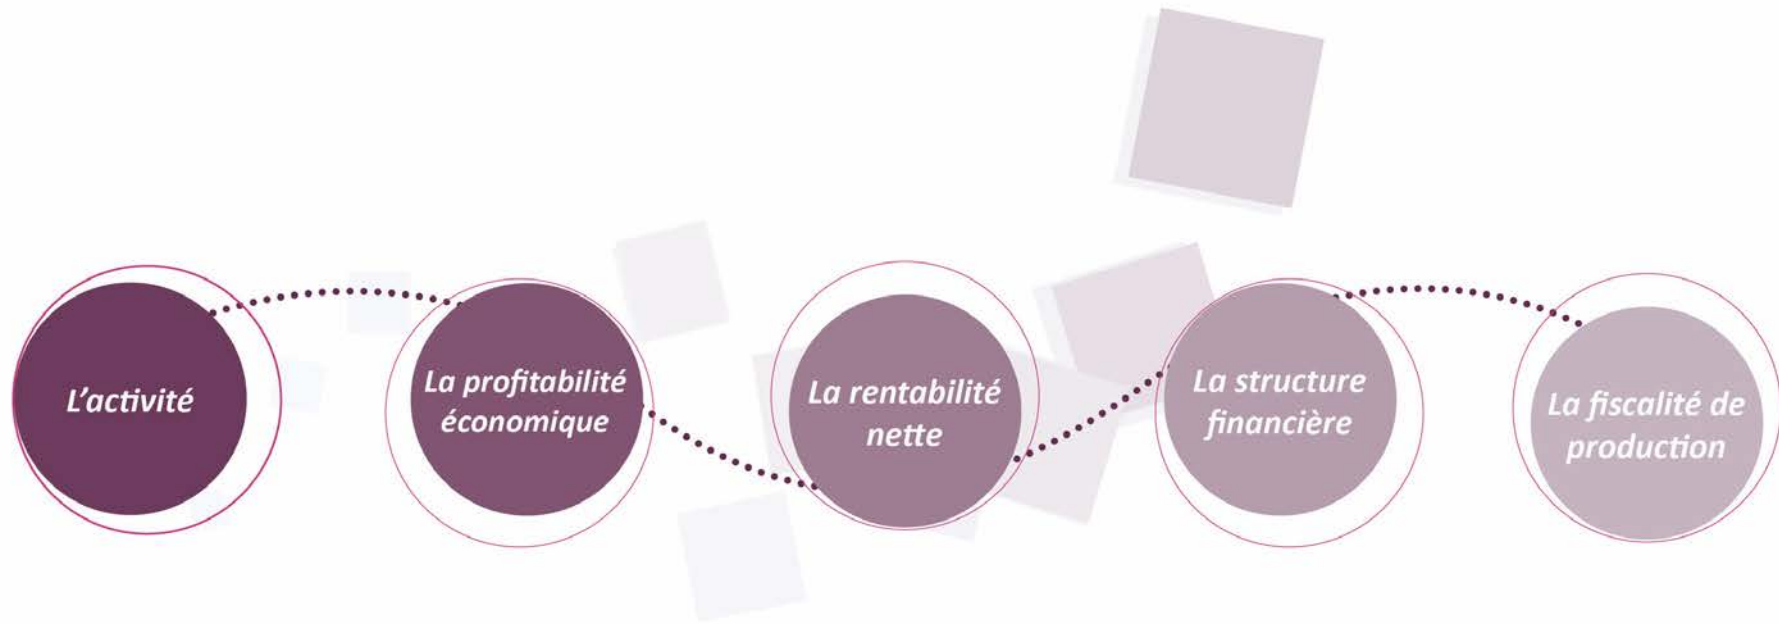 L’activité
La profitabilité
économique
La rentabilité
nette
La structure
financière
La fiscalité de
production